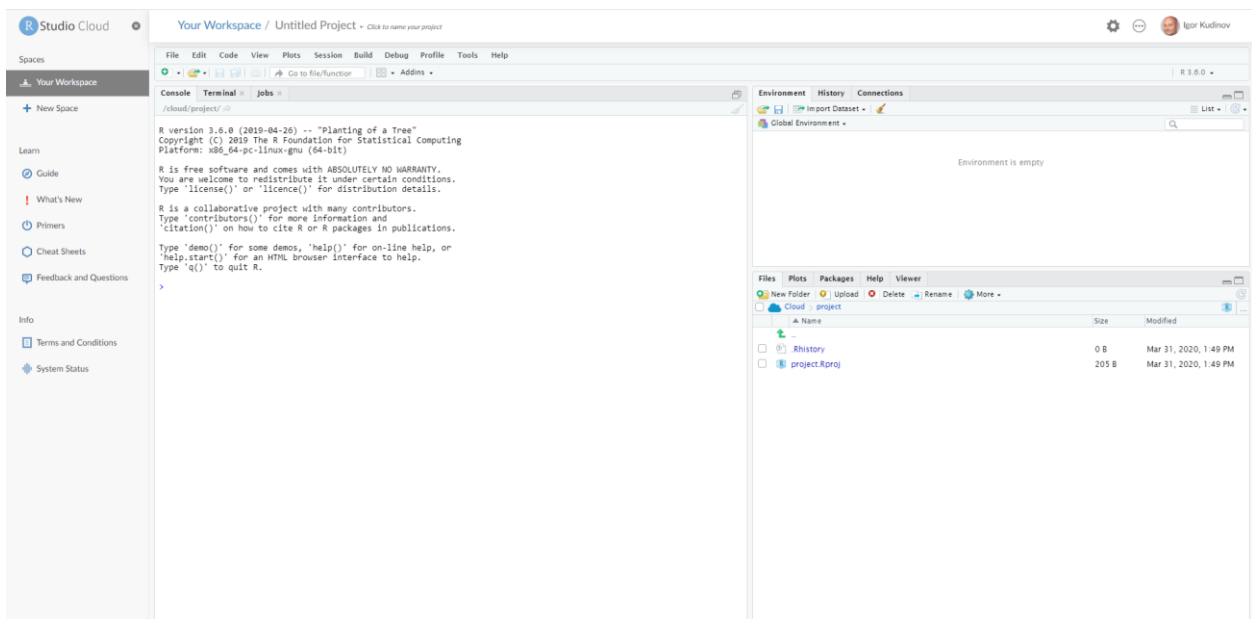 R Studio Cloud
Your Workspace / Untitled Project - Click to name your project
Igor Kudinov
Spaces
Your Workspace
New Space
Learn
Guide
What's New
Primers
Cheat Sheets
Feedback and Questions
Info
Terms and Conditions
System Status
File Edit Code View Plots Session Build Debug Profile Tools Help
Go to file/function Addins
R 3.6.0
Console Terminal Jobs
/cloud/project/
R version 3.6.0 (2019-04-26) -- "Planting of a Tree"
Copyright (C) 2019 The R Foundation for Statistical Computing
Platform: x86_64-pc-linux-gnu (64-bit)
R is free software and comes with ABSOLUTELY NO WARRANTY.
You are welcome to redistribute it under certain conditions.
Type 'license()' or 'licence()' for distribution details.
R is a collaborative project with many contributors.
Type 'contributors()' for more information and
'citation()' on how to cite R or R packages in publications.
Type 'demo()' for some demos, 'help()' for on-line help, or
'help.start()' for an HTML browser interface to help.
Type 'q()' to quit R.
>
Environment History Connections
Import Dataset List
Global Environment
Environment is empty
Files Plots Packages Help Viewer
New Folder Upload Delete Rename More
Cloud project
Name Size Modified
..
.Rhistory 0 B Mar 31, 2020, 1:49 PM
project.Rproj 205 B Mar 31, 2020, 1:49 PM